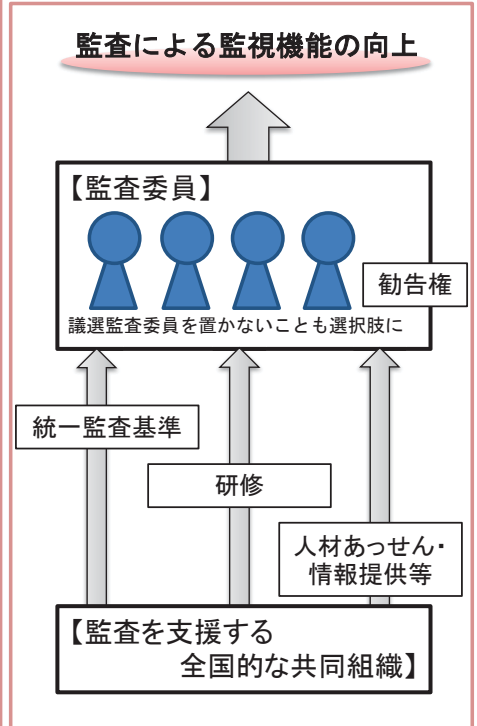 監査による監視機能の向上
【監査委員】
勧告権
議選監査委員を置かないことも選択肢に
統一監査基準
研修
人材あっせん・
情報提供等
【監査を支援する
全国的な共同組織】